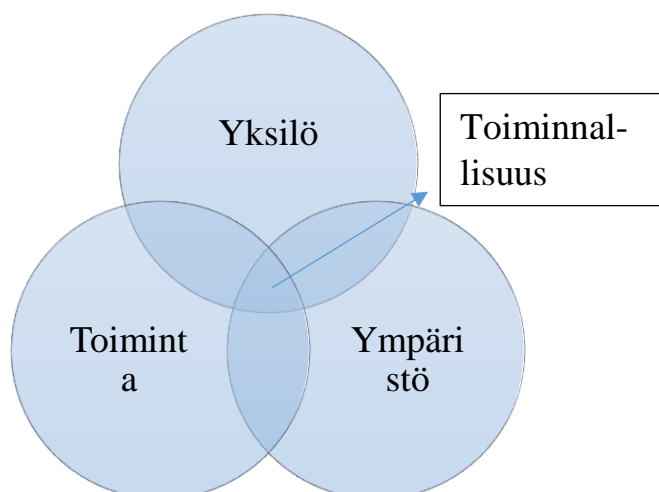 Yksilö
Toiminnal-
lisuus
Toimint
a
Ympäri
stö